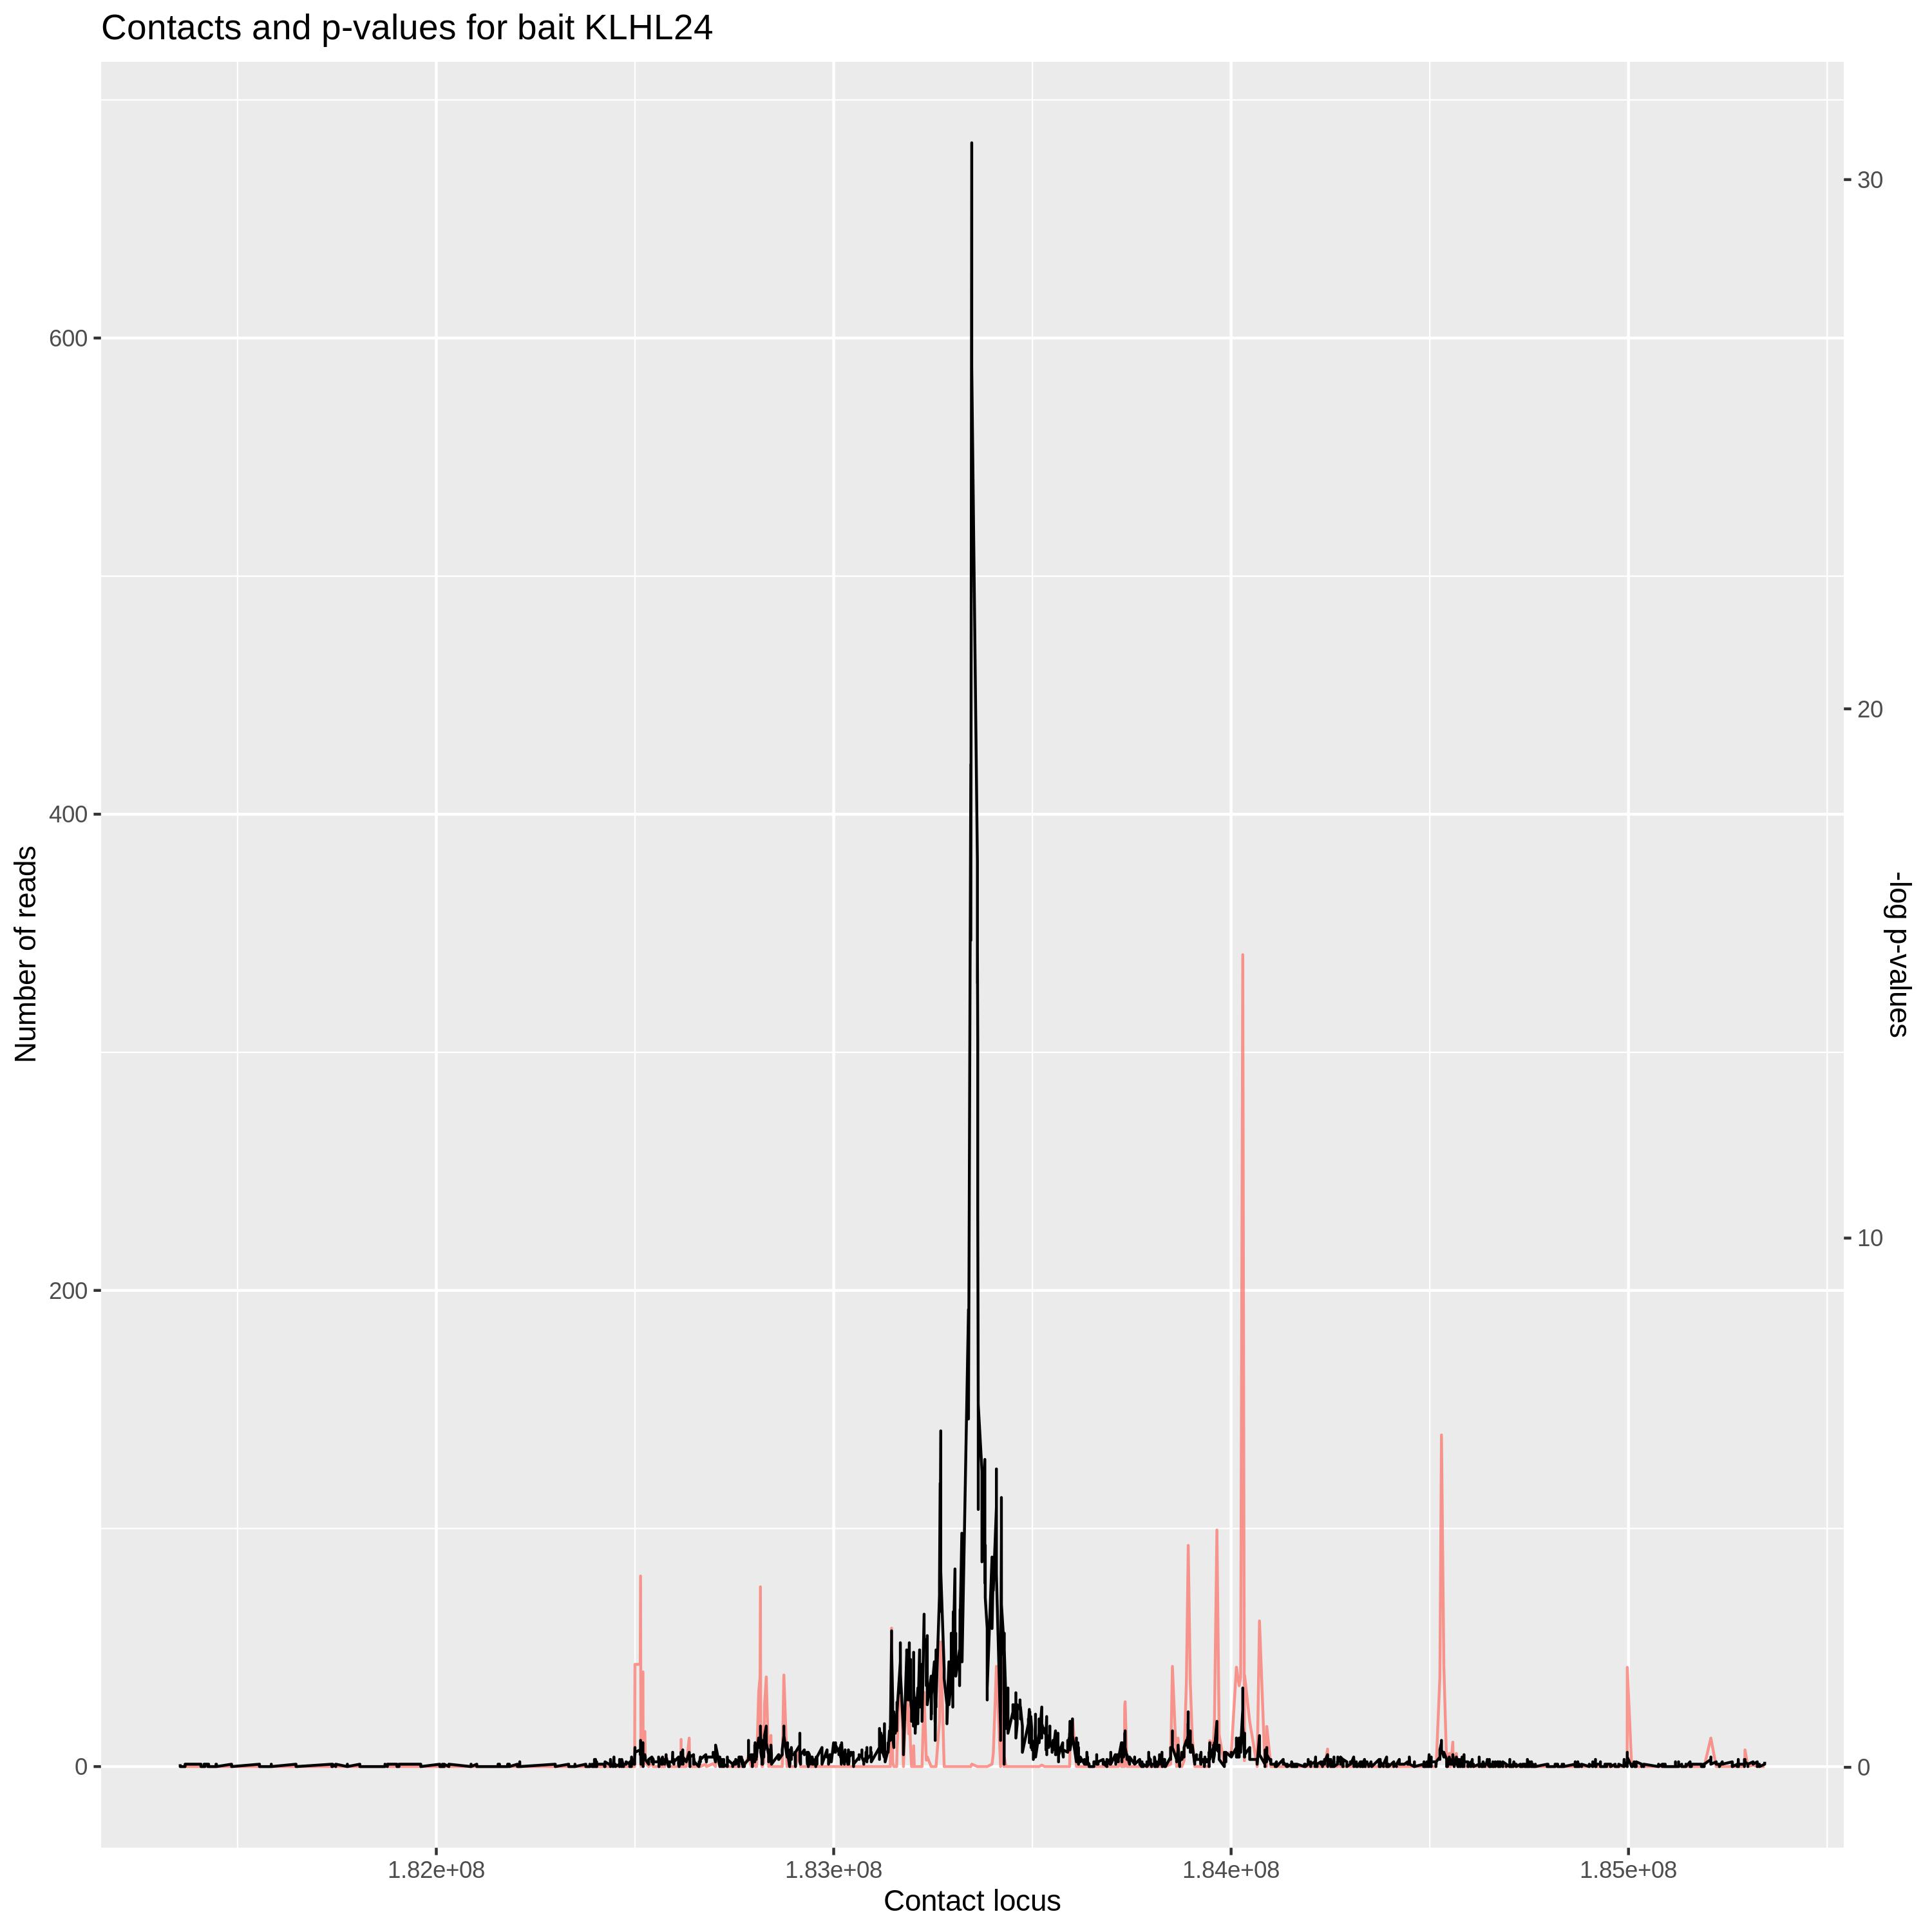 Contacts and p-values for bait KLHL24
600
400
200
0
30
20
10
0
Number of reads
-log p-values
1.82e+08 1.83e+08 1.84e+08 1.85e+08
Contact locus